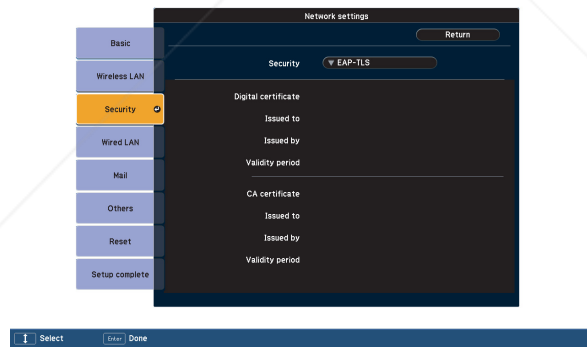 Network settings
Return
Basic
Wireless LAN
Security
Wired LAN
Mail
Others
Reset
Setup complete
Security ▼ EAP-TLS
Digital certificate
Issued to
Issued by
Validity period
CA certificate
Issued to
Issued by
Validity period
Select Enter Done